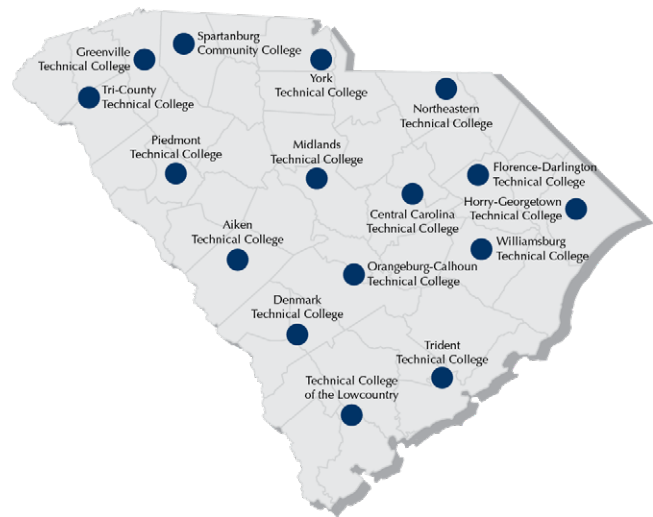 Spartanburg
Community College
Greenville
Technical College
York
Technical College
Tri-County
Technical College
Northeastern
Technical College
Piedmont
Technical College
Midlands
Technical College
Florence-Darlington
Technical College
Horry-Georgetown
Technical College
Central Carolina
Technical College
Aiken
Technical College
Williamsburg
Technical College
Orangeburg-Calhoun
Technical College
Denmark
Technical College
Trident
Technical College
Technical College
of the Lowcountry